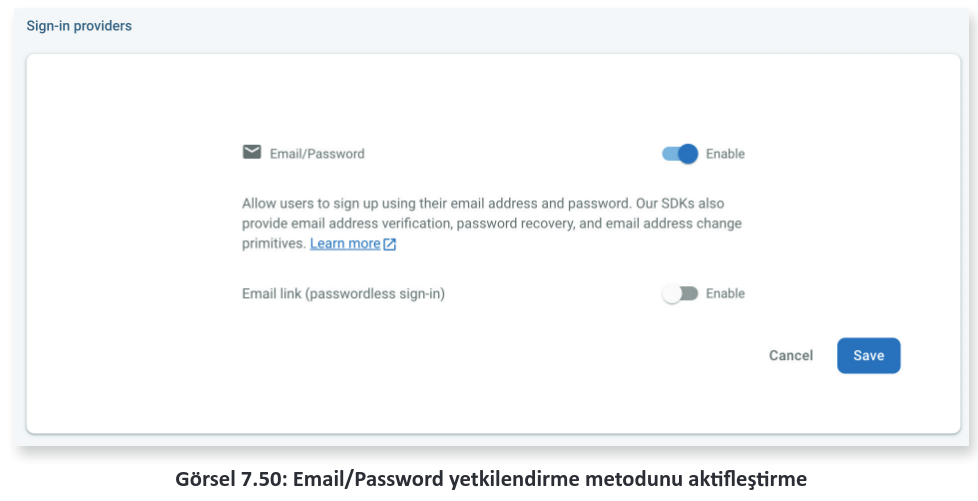 Sign-in providers
Email/Password
Enable
Allow users to sign up using their email address and password. Our SDKs also
provide email address verification, password recovery, and email address change
primitives. Learn more
Email link (passwordless sign-in)
Enable
Cancel
Save
Görsel 7.50: Email/Password yetkilendirme metodunu aktifleştirme